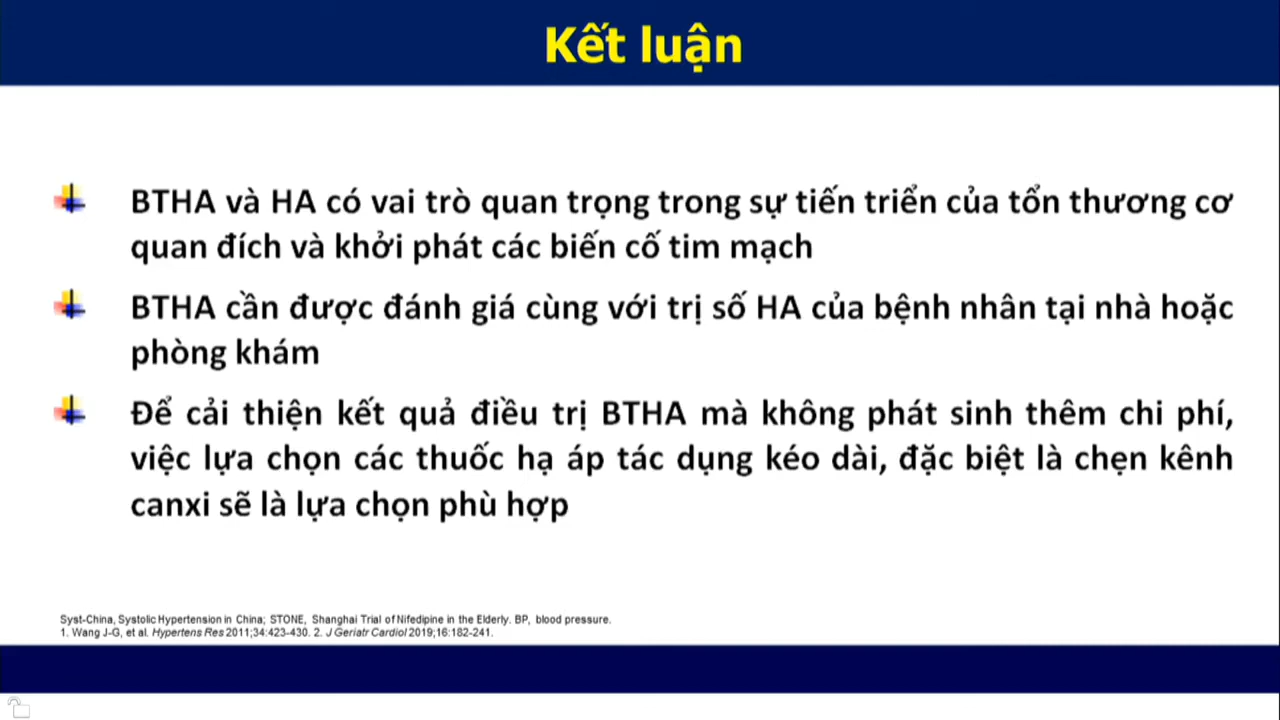 Kết luận
BTHA và HA có vai trò quan trọng trong sự tiến triển của tổn thương cơ
quan đích và khởi phát các biến cố tim mạch
BTHA cần được đánh giá cùng với trị số HA của bệnh nhân tại nhà hoặc
phòng khám
Để cải thiện kết quả điều trị BTHA mà không phát sinh thêm chi phí,
việc lựa chọn các thuốc hạ áp tác dụng kéo dài, đặc biệt là chẹn kênh
canxi sẽ là lựa chọn phù hợp
Syst-China, Systolic Hypertension in China; STONE, Shanghai Trial of Nifedipine in the Elderly. BP, blood pressure.
1. Wang J-G, et al. Hypertens Res 2011;34:423-430. 2. J Geriatr Cardiol 2019;16:182-241.